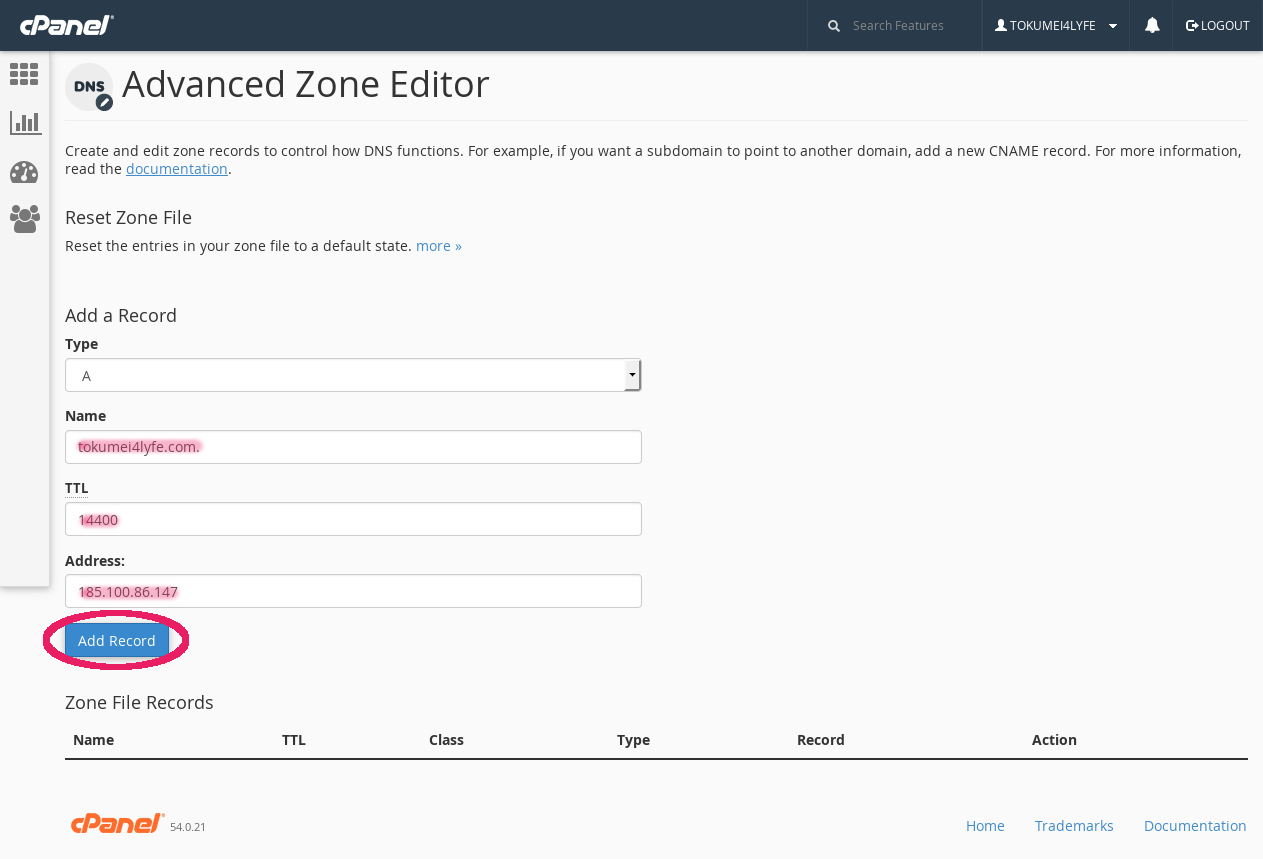 cPanel®
Search Features
TOKUMEI4LYFE
LOGOUT
DNS
Advanced Zone Editor
Create and edit zone records to control how DNS functions. For example, if you want a subdomain to point to another domain, add a new CNAME record. For more information,
read the documentation.
Reset Zone File
Reset the entries in your zone file to a default state. more »
Add a Record
Type
A
Name
tokumei4lyfe.com.
TTL
14400
Address:
185.100.86.147
Add Record
Zone File Records
Name TTL Class Type Record Action
cPanel® 54.0.21 Home Trademarks Documentation